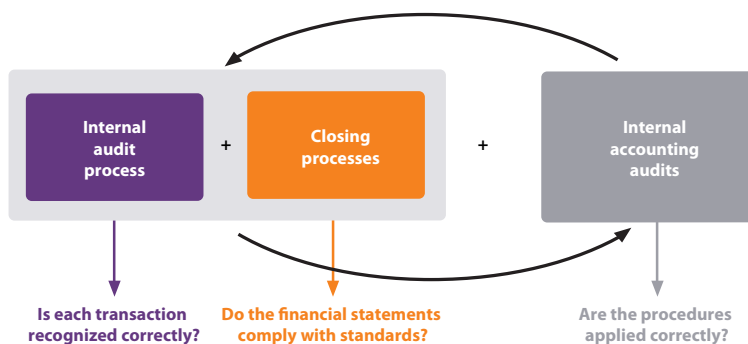 Internal
audit
process
+
Closing
processes
+
Internal
accounting
audits
Is each transaction
recognized correctly?
Do the financial statements
comply with standards?
Are the procedures
applied correctly?